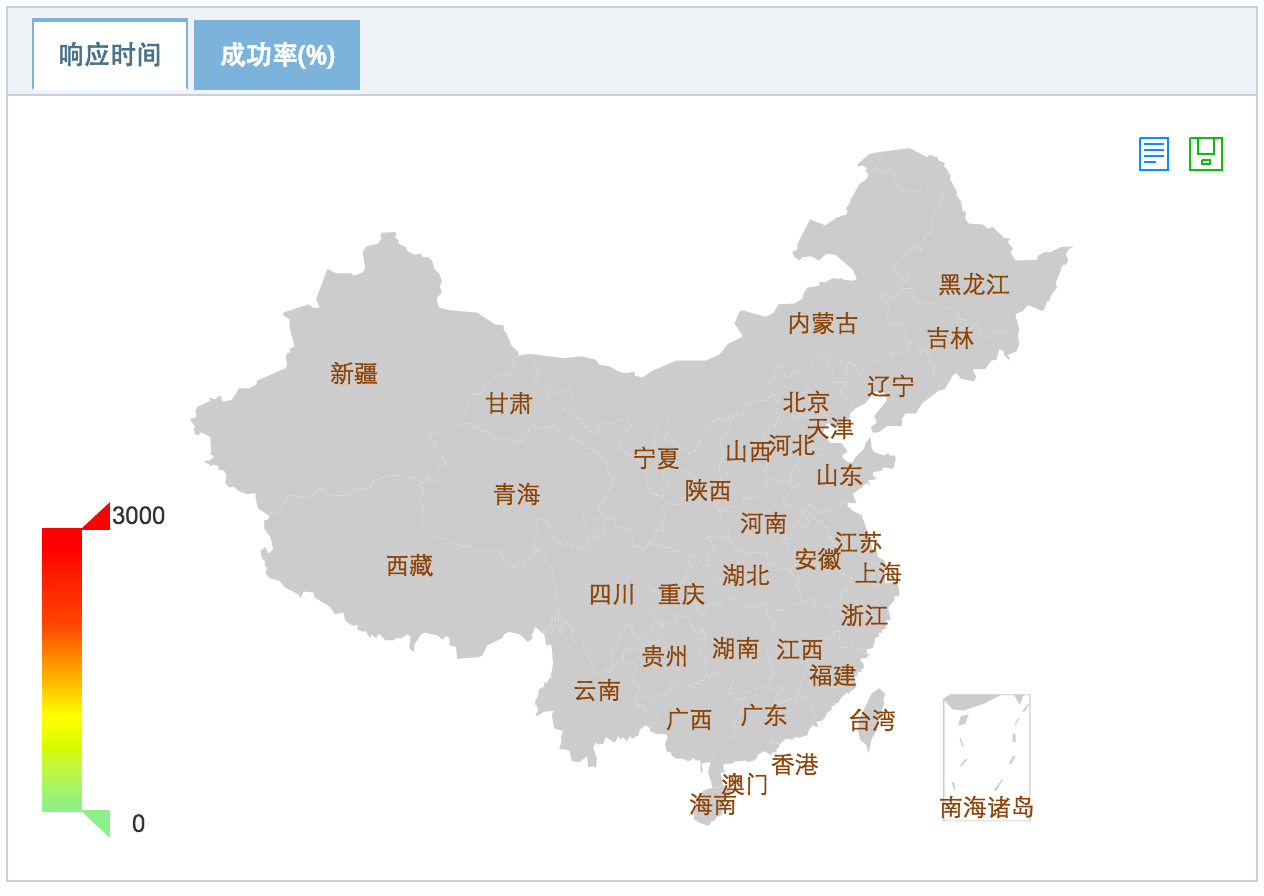 响应时间
成功率(%)
黑龙江
内蒙古
吉林
新疆
辽宁
甘肃
北京
天津
河北
山西
宁夏
山东
陕西
青海
3000
河南
江苏
安徽
西藏
上海
湖北
四川
重庆
浙江
湖南
江西
贵州
福建
云南
广西
广东
台湾
香港
澳门
海南
南海诸岛
0